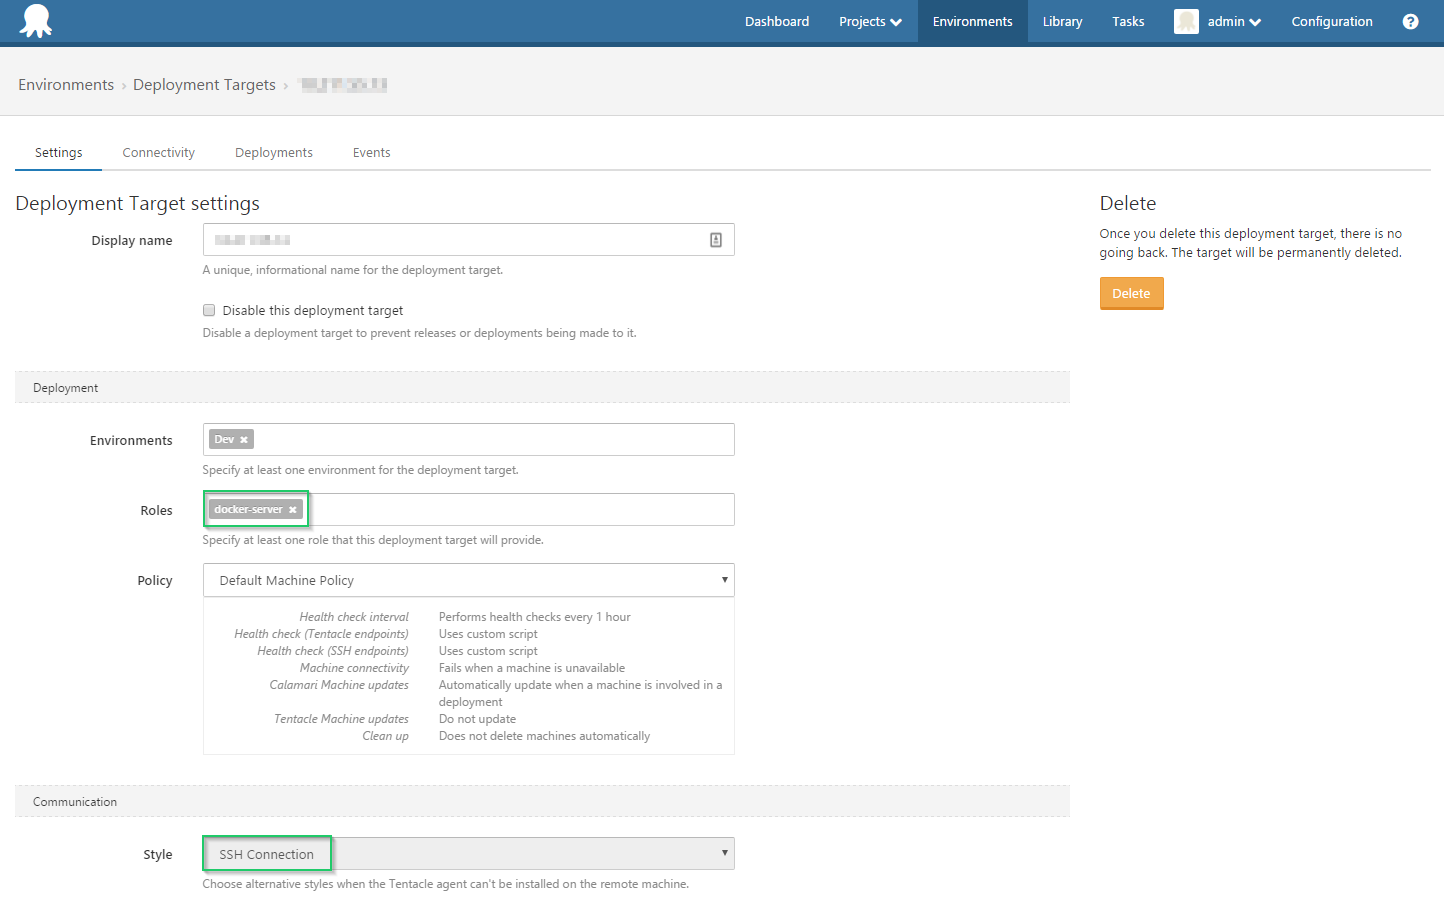 Dashboard Projects Environments Library Tasks admin Configuration ?
Environments › Deployment Targets ›
Settings Connectivity Deployments Events
Deployment Target settings
Display name
A unique, informational name for the deployment target.
Disable this deployment target
Disable a deployment target to prevent releases or deployments being made to it.
Deployment
Environments Dev ×
Specify at least one environment for the deployment target.
Roles docker-server ×
Specify at least one role that this deployment target will provide.
Policy Default Machine Policy
Health check interval Performs health checks every 1 hour
Health check (Tentacle endpoints) Uses custom script
Health check (SSH endpoints) Uses custom script
Machine connectivity Fails when a machine is unavailable
Calamari Machine updates Automatically update when a machine is involved in a
deployment
Tentacle Machine updates Do not update
Clean up Does not delete machines automatically
Communication
Style SSH Connection
Choose alternative styles when the Tentacle agent can't be installed on the remote machine.
Delete
Once you delete this deployment target, there is no
going back. The target will be permanently deleted.
Delete